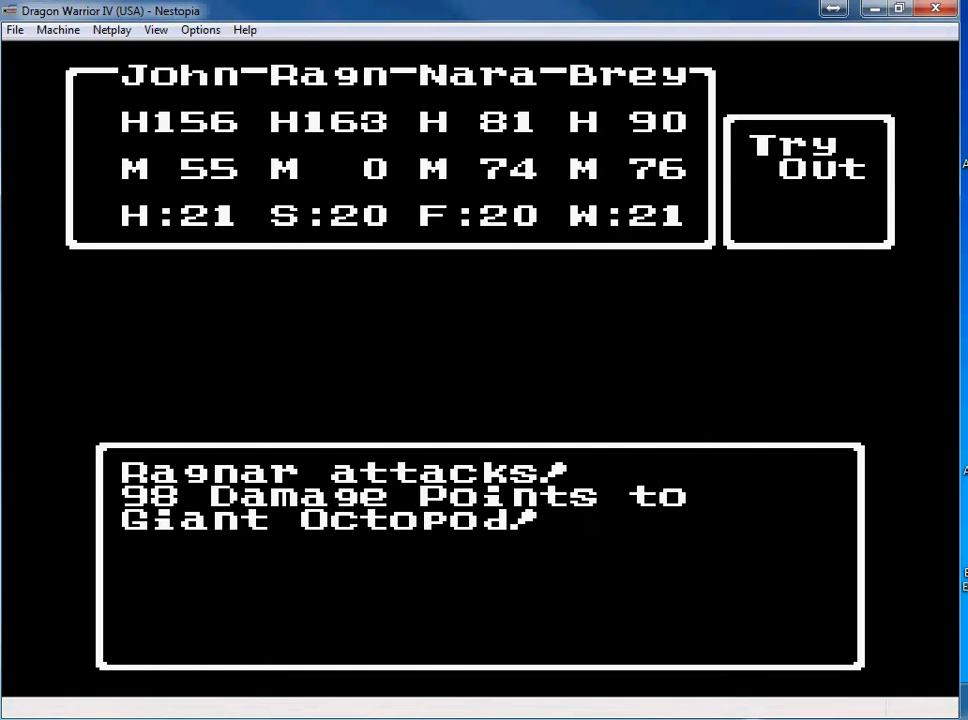 Dragon Warrior IV (USA) - Nestopia
File Machine Netplay View Options Help
John Ragn Nara Brey
H156 H163 H 81 H 90
M 55 M 0 M 74 M 76
H:21 S:20 F:20 W:21
Try
Out
Ragnar attacks!
98 Damage Points to
Giant Octopod!